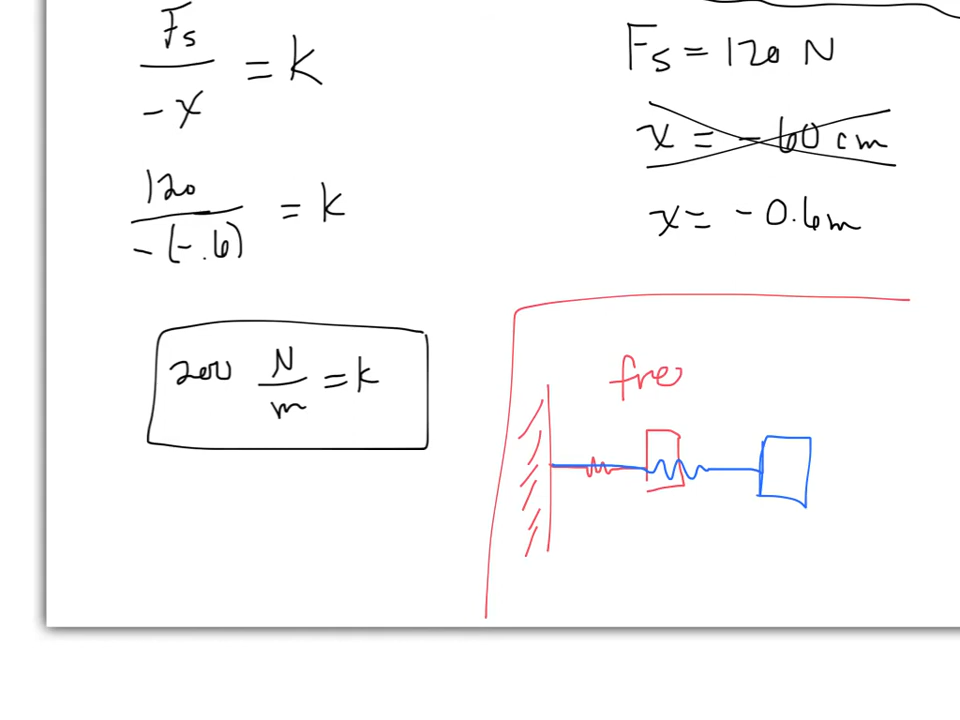 Fs / -x = k
120 / -(-.6) = k
200 N/m = k
Fs = 120 N
x = -60 cm
x = -0.6m
free